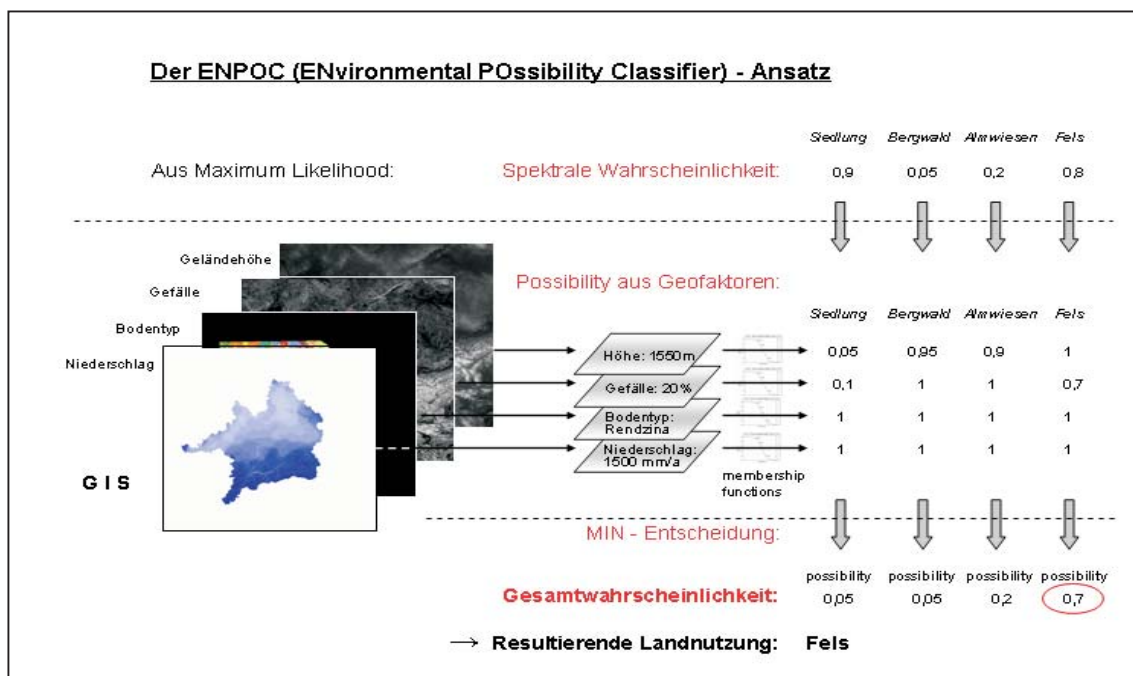 Der ENPOC (ENvironmental POssibility Classifier) - Ansatz
Siedlung Bergwald Almwiesen Fels
Aus Maximum Likelihood: Spektrale Wahrscheinlichkeit: 0,9 0,05 0,2 0,8
Geländehöhe
Gefälle
Bodentyp
Niederschlag
GIS
Possibility aus Geofaktoren:
Siedlung Bergwald Almwiesen Fels
Höhe: 1550m 0,05 0,95 0,9 1
Gefälle: 20% 0,1 1 1 0,7
Bodentyp:
Rendzina 1 1 1 1
Niederschlag:
1500 mm/a 1 1 1 1
membership
functions
MIN - Entscheidung:
possibility possibility possibility possibility
Gesamtwahrscheinlichkeit: 0,05 0,05 0,2 0,7
→ Resultierende Landnutzung: Fels